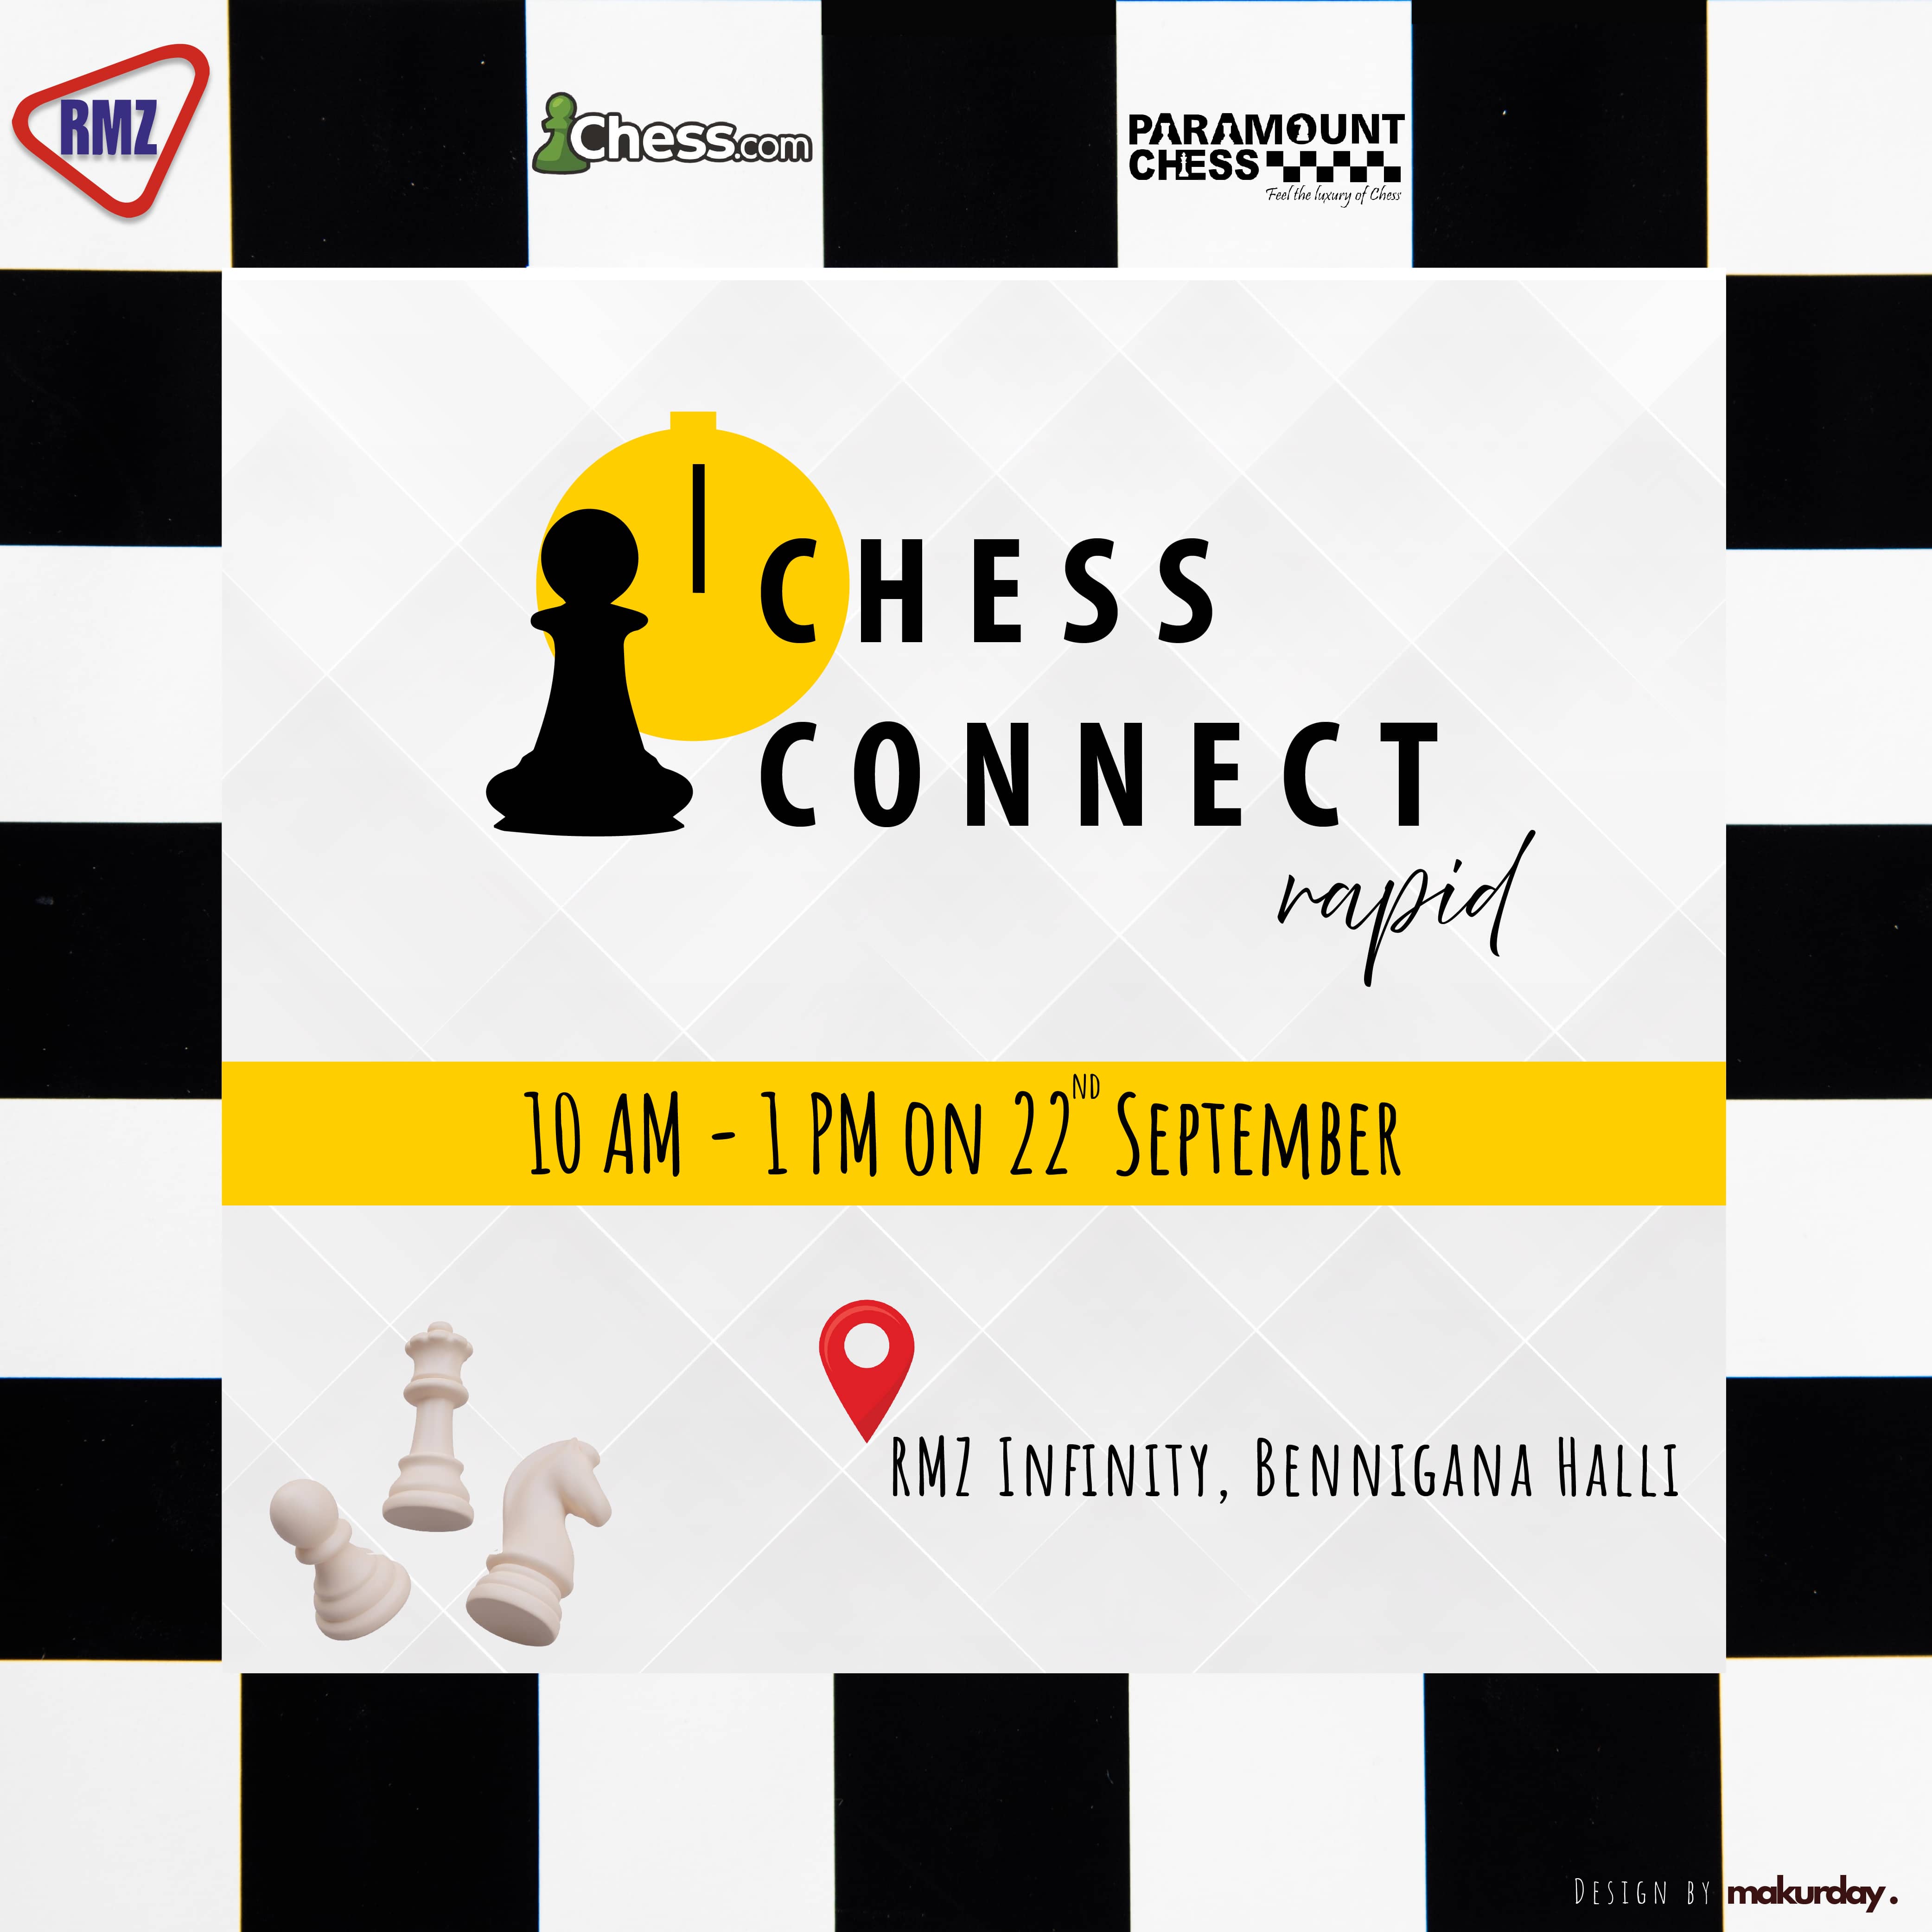 RMZ
Chess.com
PARAMOUNT
CHESS
Feel the luxury of Chess
CHESS
CONNECT
rapid
10 AM - 1 PM ON 22ND SEPTEMBER
RMZ INFINITY, BENNIGANA HALLI
DESIGN BY makurday.